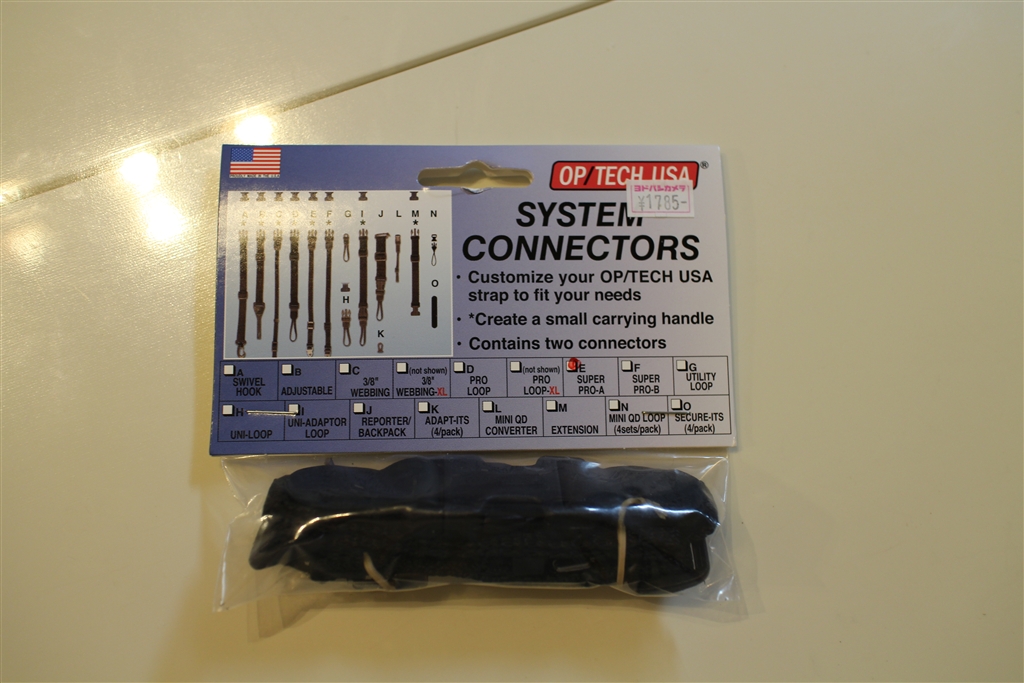 PROUDLY MADE IN THE U.S.A.
OP/TECH USA®
ヨドバシカメラ
¥1785-
SYSTEM
CONNECTORS
· Customize your OP/TECH USA
strap to fit your needs
· *Create a small carrying handle
· Contains two connectors
A B C D E F G I J L M N
* * * * * *
H
O
K
A SWIVEL HOOK
B ADJUSTABLE
C 3/8" WEBBING
(not shown) 3/8" WEBBING-XL
D PRO LOOP
(not shown) PRO LOOP-XL
E SUPER PRO-A
F SUPER PRO-B
G UTILITY LOOP
H UNI-LOOP
I UNI-ADAPTOR LOOP
J REPORTER/ BACKPACK
K ADAPT-ITS (4/pack)
L MINI QD CONVERTER
M EXTENSION
N MINI QD LOOP (4sets/pack)
O SECURE-ITS (4/pack)